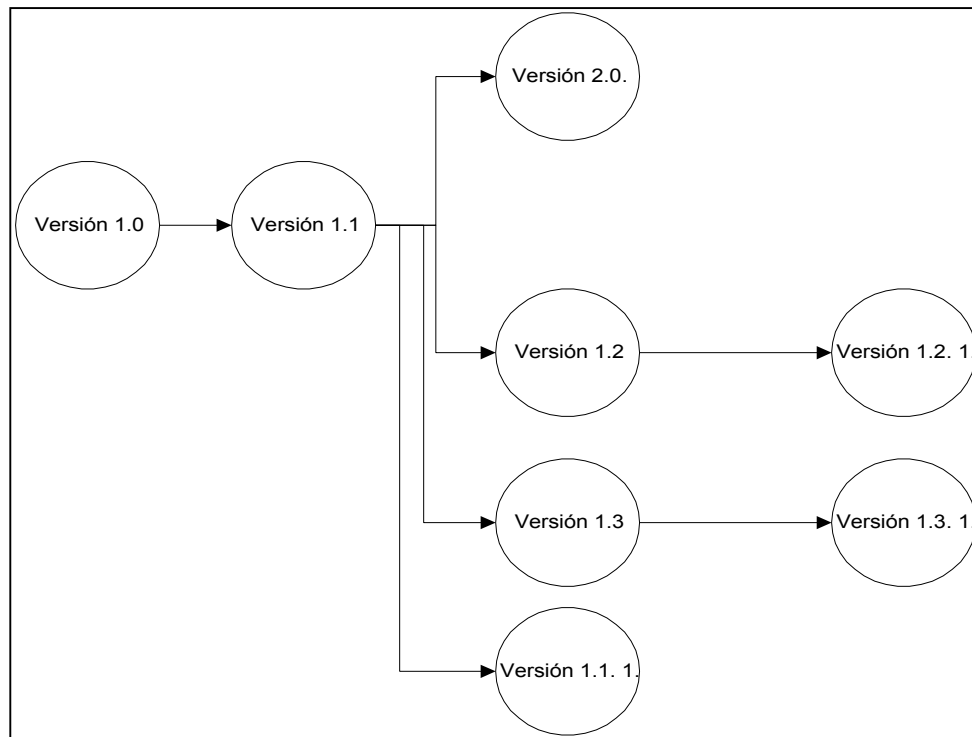 Versión 2.0.
Versión 1.0
Versión 1.1
Versión 1.2
Versión 1.2. 1.
Versión 1.3
Versión 1.3. 1.
Versión 1.1. 1.